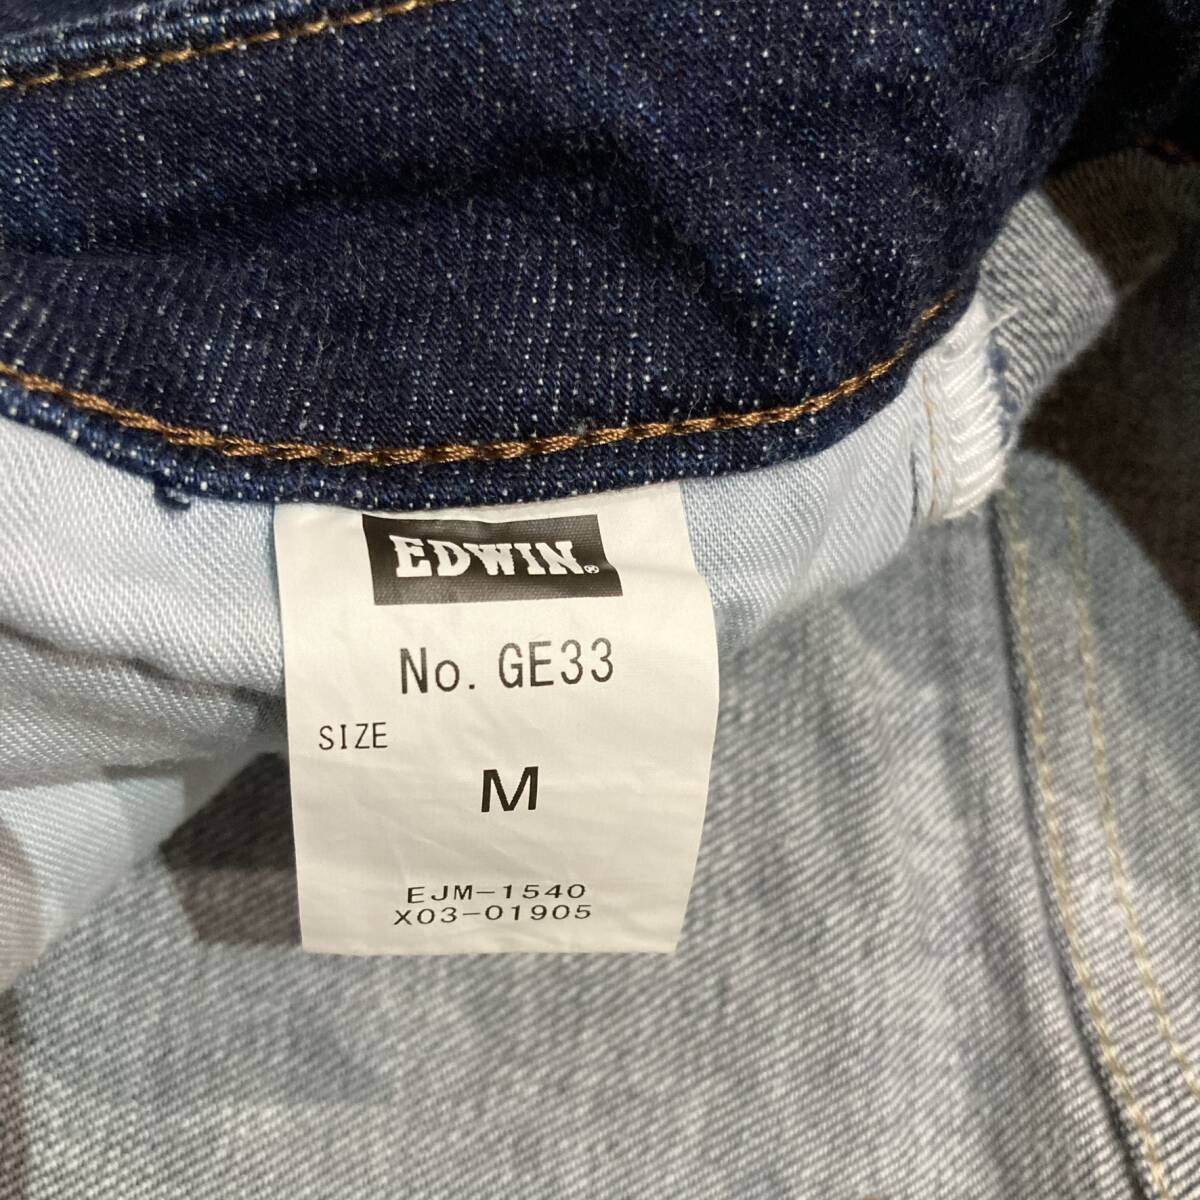 EDWIN®
No. GE33
SIZE
M
EJM-1540
X03-01905